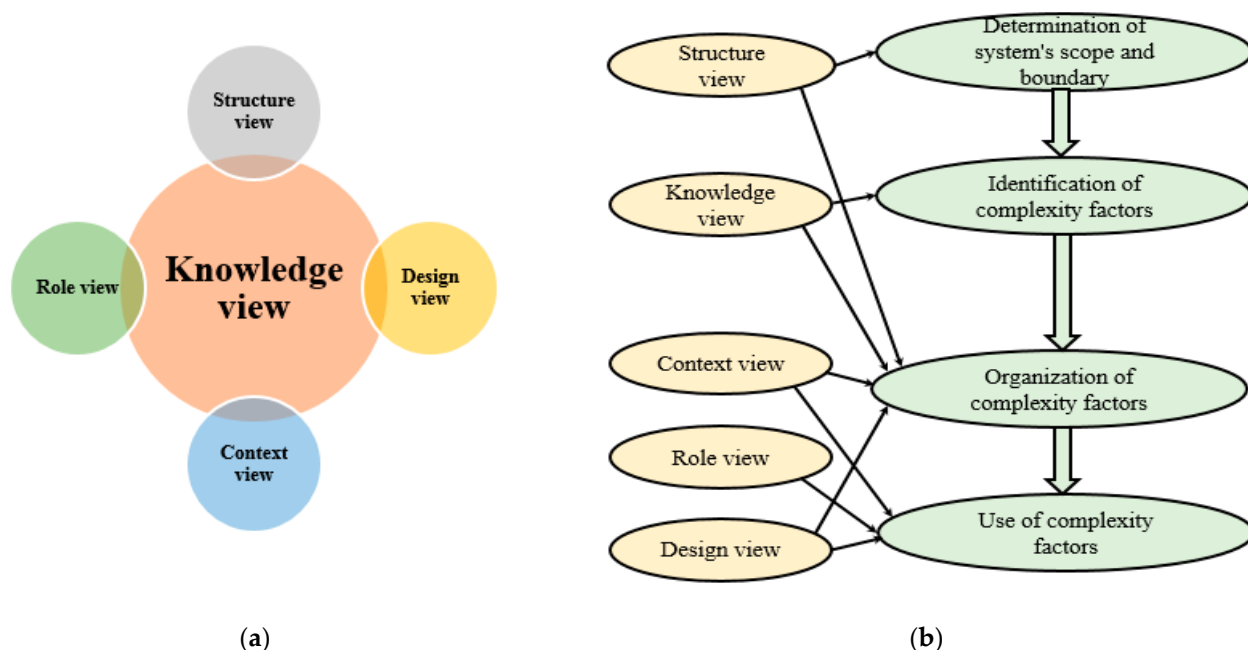 Structure
view
Knowledge
view
Role view
Design
view
Context
view
(a)
Structure
view
Determination of
system's scope and
boundary
Knowledge
view
Identification of
complexity factors
Context view
Organization of
complexity factors
Role view
Design view
Use of complexity
factors
(b)